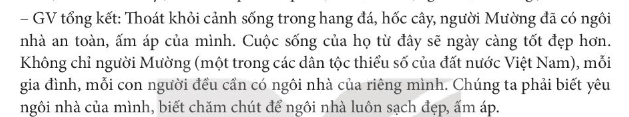 – GV tổng kết: Thoát khỏi cảnh sống trong hang đá, hốc cây, người Mường đã có ngôi
nhà an toàn, ấm áp của mình. Cuộc sống của họ từ đây sẽ ngày càng tốt đẹp hơn.
Không chỉ người Mường (một trong các dân tộc thiểu số của đất nước Việt Nam), mỗi
gia đình, mỗi con người đều cần có ngôi nhà của riêng mình. Chúng ta phải biết yêu
ngôi nhà của mình, biết chăm chút để ngôi nhà luôn sạch đẹp, ấm áp.